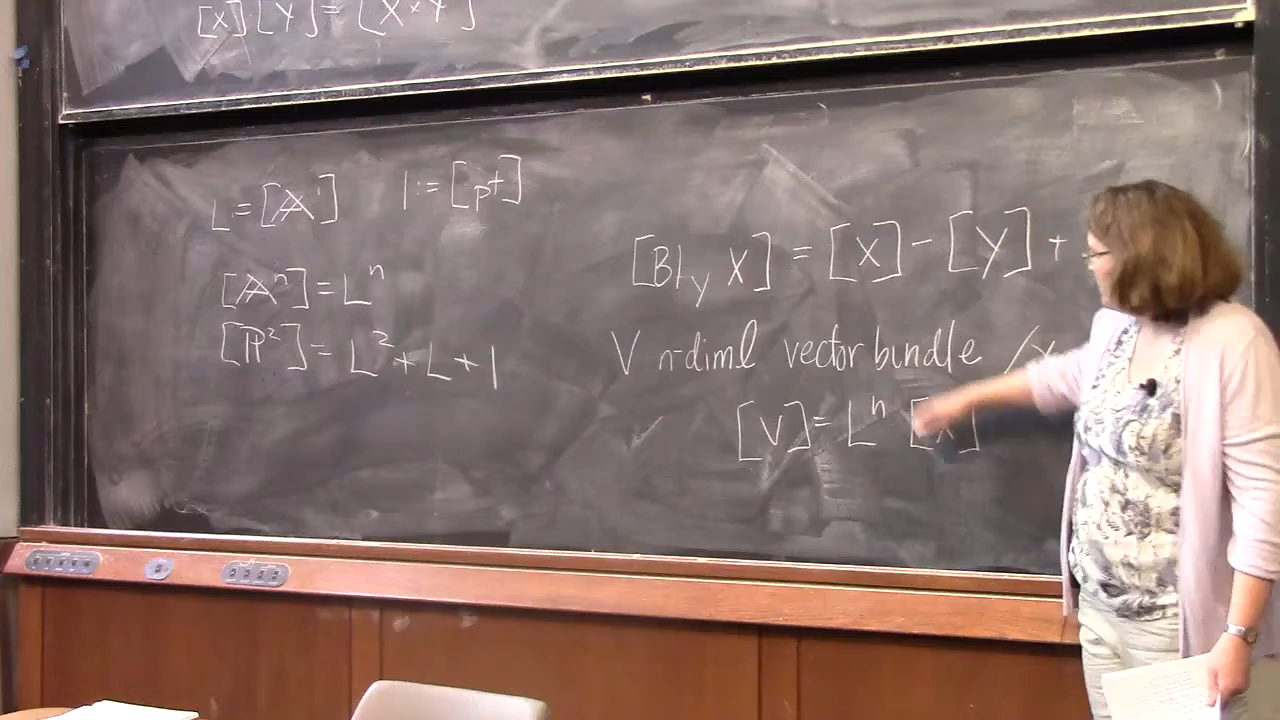 [X][Y] = [X×Y]
L = [𝔸¹] 1:= [pt]
[𝔸ⁿ] = Lⁿ
[ℙ²] = L² + L + 1
[Bl_Y X] = [X] - [Y] +
V n-diml vector bundle /X
[V] = Lⁿ [X]